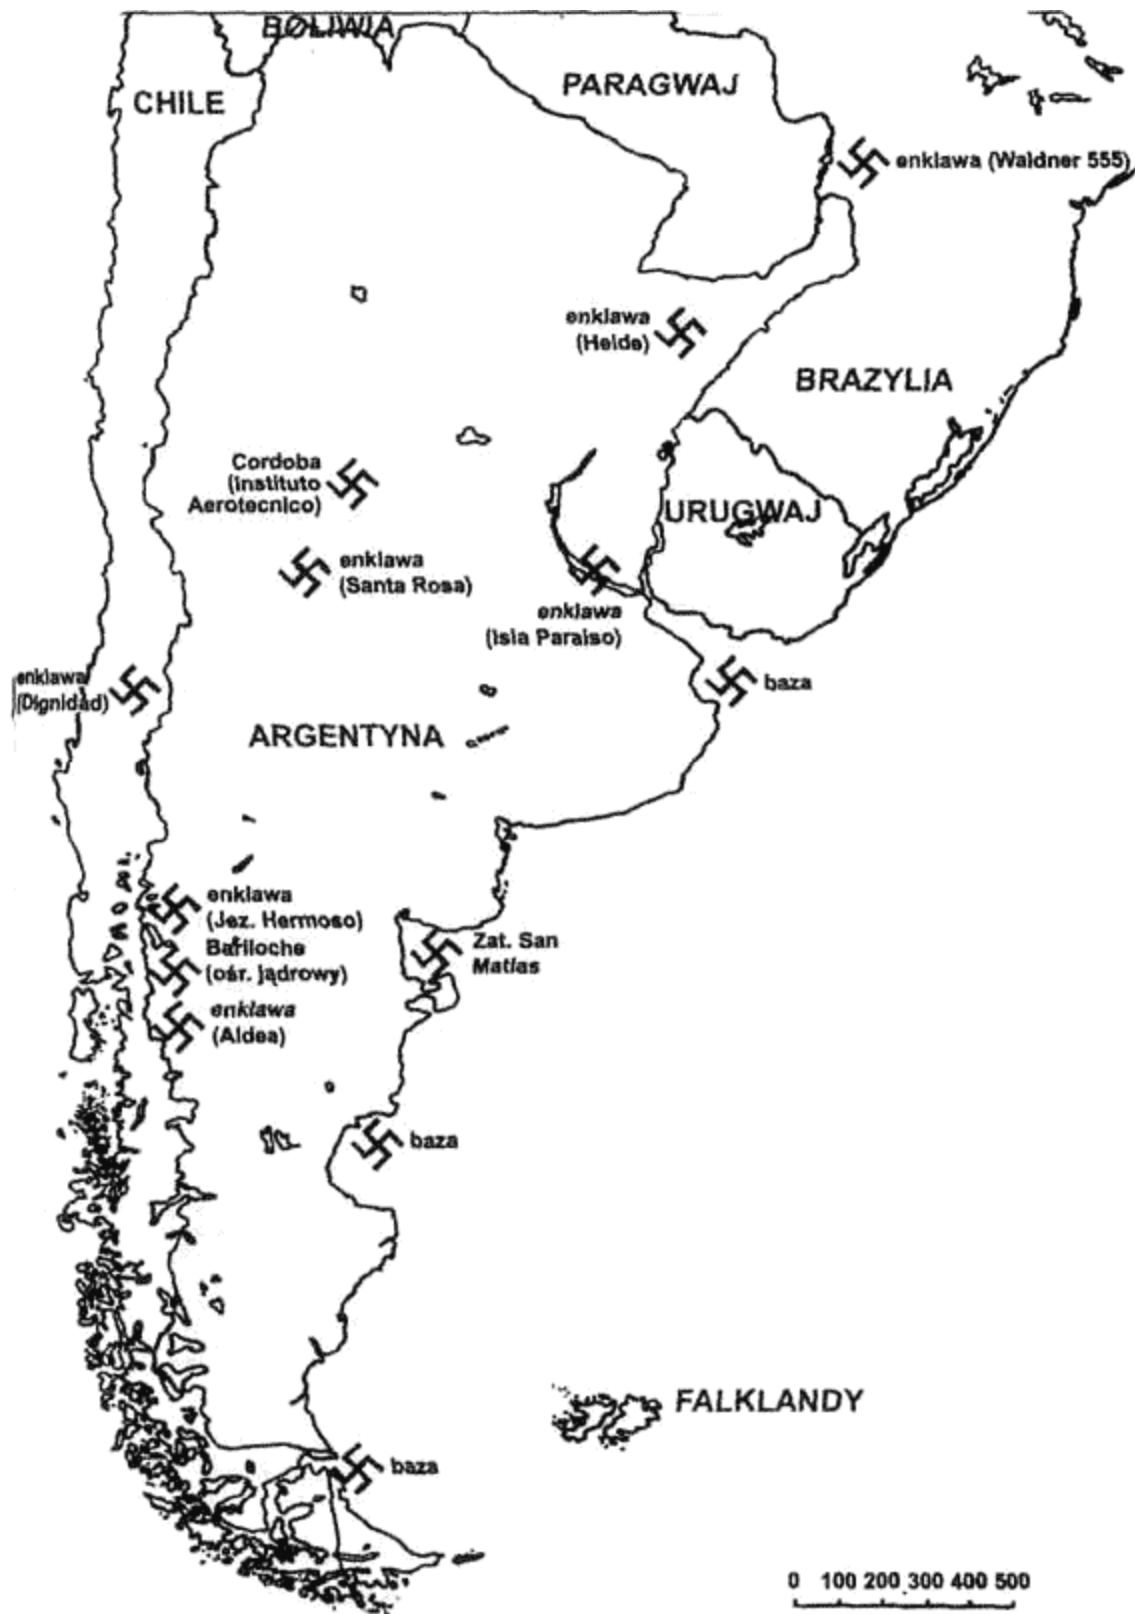 BOLIWIA
CHILE
PARAGWAJ
enklawa (Waldner 555)
enklawa
(Heide)
BRAZYLIA
Cordoba
(instituto
Aerotecnico)
URUGWAJ
enklawa
(Santa Rosa)
enklawa
(Isla Paraiso)
enklawa
(Dignidad)
baza
ARGENTYNA
enklawa
(Jez. Hermoso)
Bariloche
(ośr. jądrowy)
Zat. San
Matias
enklawa
(Aldea)
baza
FALKLANDY
baza
0 100 200 300 400 500